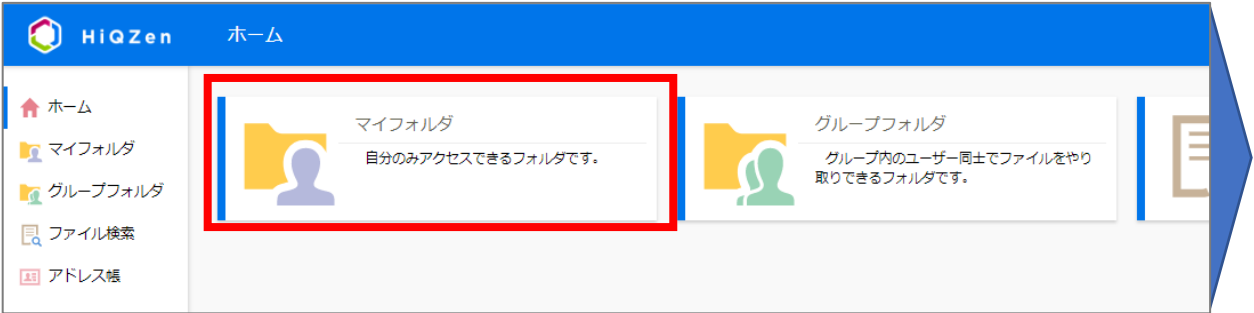 HiQZen
ホーム
ホーム
マイフォルダ
グループフォルダ
ファイル検索
アドレス帳
マイフォルダ
自分のみアクセスできるフォルダです。
グループフォルダ
グループ内のユーザー同士でファイルをやり
取りできるフォルダです。